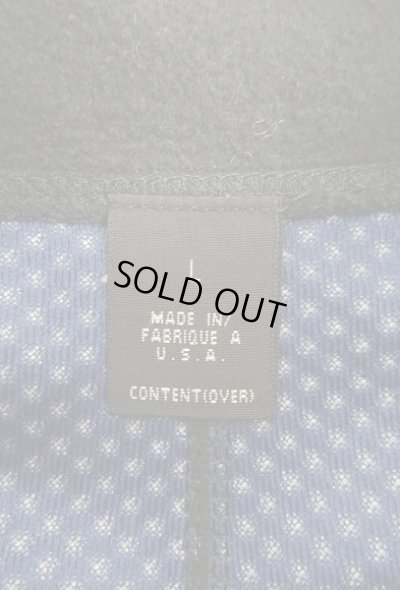 L
SOLD OUT
MADE IN/
FABRIQUE A
U.S.A.
CONTENT(OVER)